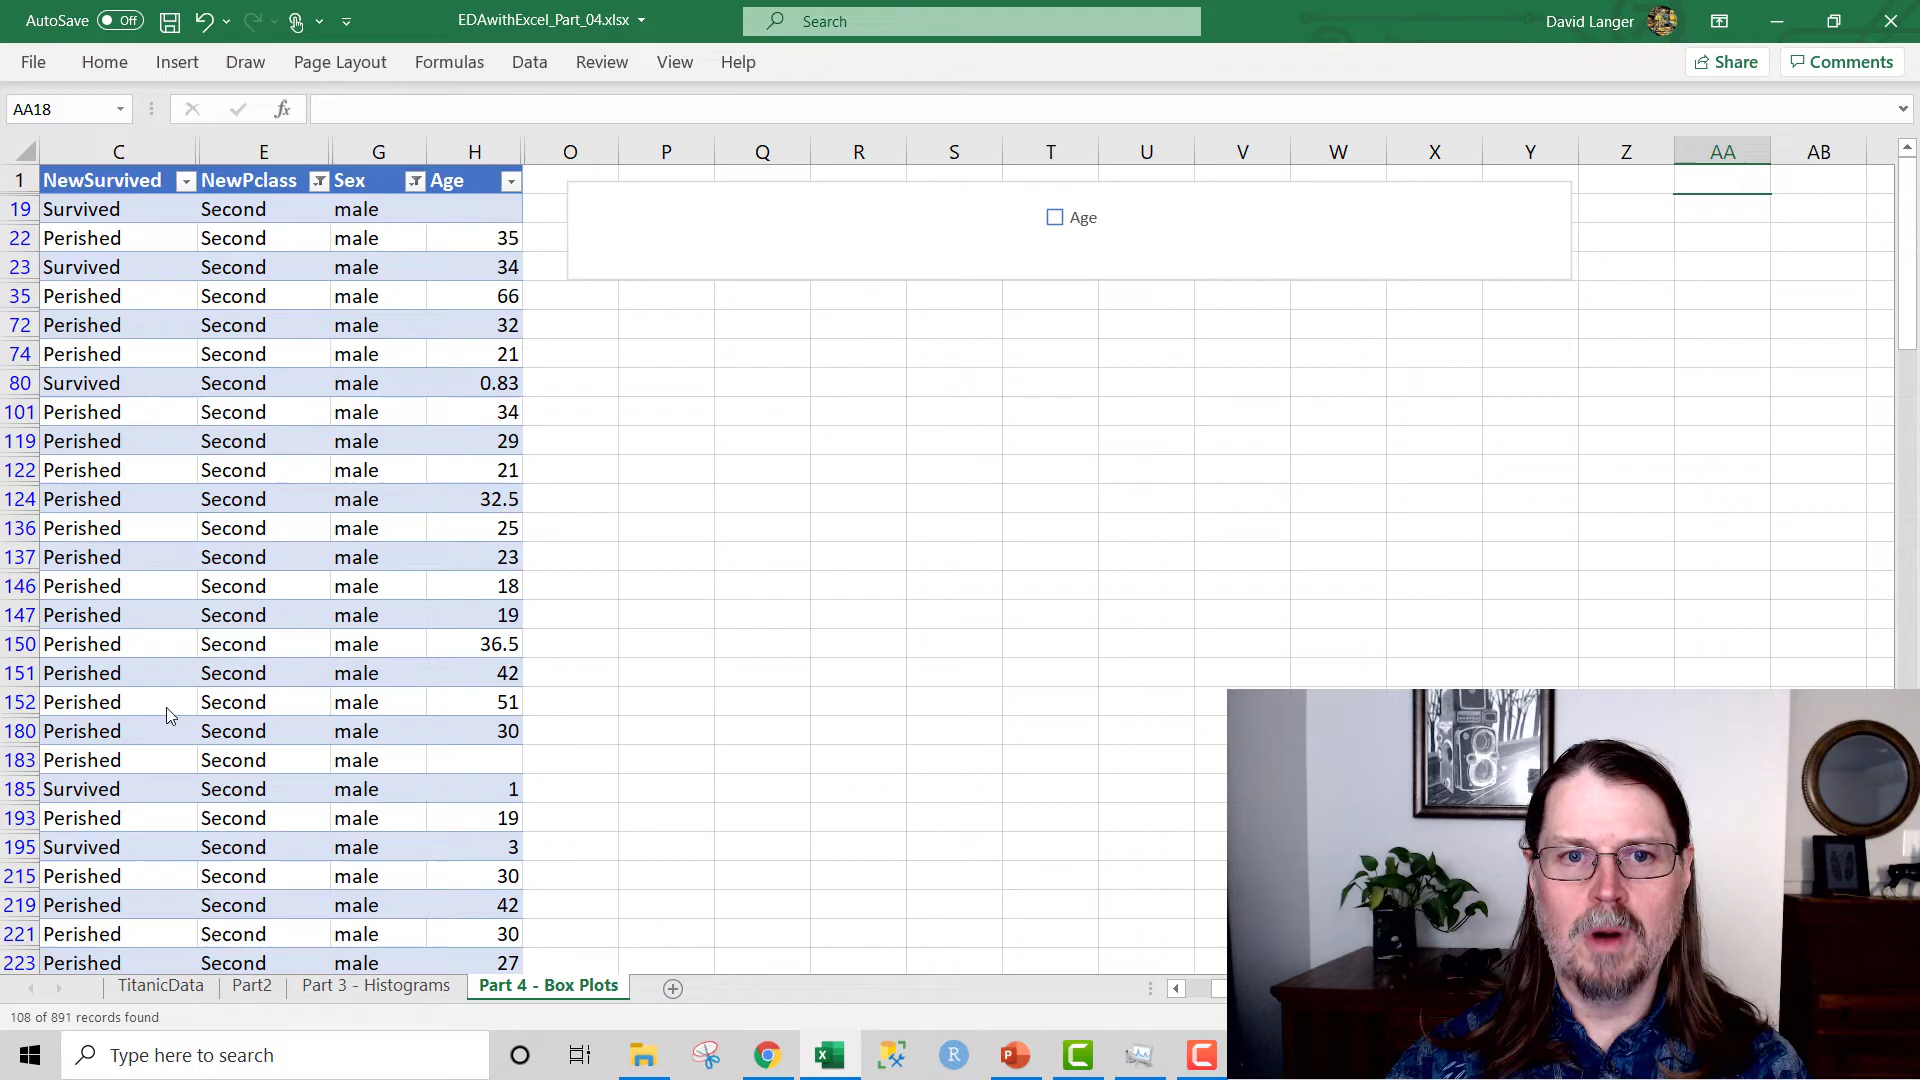 AutoSave Off EDAwithExcel_Part_04.xlsx Search David Langer
File Home Insert Draw Page Layout Formulas Data Review View Help Share Comments
AA18 fx
C E G H O P Q R S T U V W X Y Z AA AB
1 NewSurvived NewPclass Sex Age
19 Survived Second male
Age
22 Perished Second male 35
23 Survived Second male 34
35 Perished Second male 66
72 Perished Second male 32
74 Perished Second male 21
80 Survived Second male 0.83
101 Perished Second male 34
119 Perished Second male 29
122 Perished Second male 21
124 Perished Second male 32.5
136 Perished Second male 25
137 Perished Second male 23
146 Perished Second male 18
147 Perished Second male 19
150 Perished Second male 36.5
151 Perished Second male 42
152 Perished Second male 51
180 Perished Second male 30
183 Perished Second male
185 Survived Second male 1
193 Perished Second male 19
195 Survived Second male 3
215 Perished Second male 30
219 Perished Second male 42
221 Perished Second male 30
223 Perished Second male 27
TitanicData Part2 Part 3 - Histograms Part 4 - Box Plots
108 of 891 records found
Type here to search